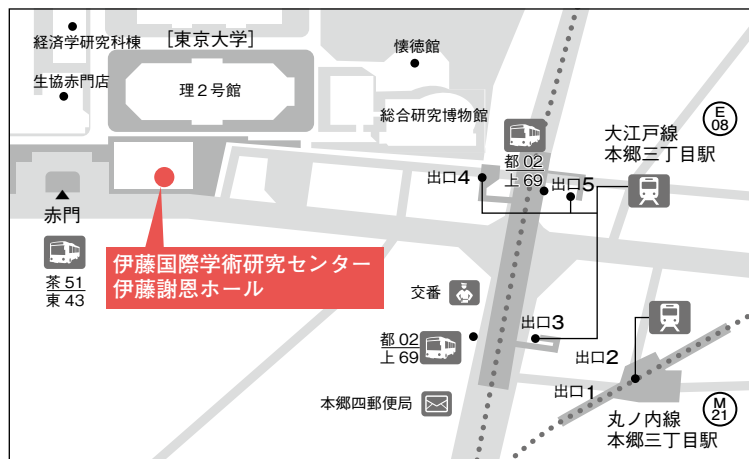 経済学研究科棟
[東京大学]
懐徳館
生協赤門店
理2号館
総合研究博物館
E
08
大江戸線
本郷三丁目駅
都 02
上 69
出口4
出口5
赤門
茶 51
東 43
伊藤国際学術研究センター
伊藤謝恩ホール
交番
出口3
都 02
上 69
出口2
出口1
本郷四郵便局
M
21
丸ノ内線
本郷三丁目駅